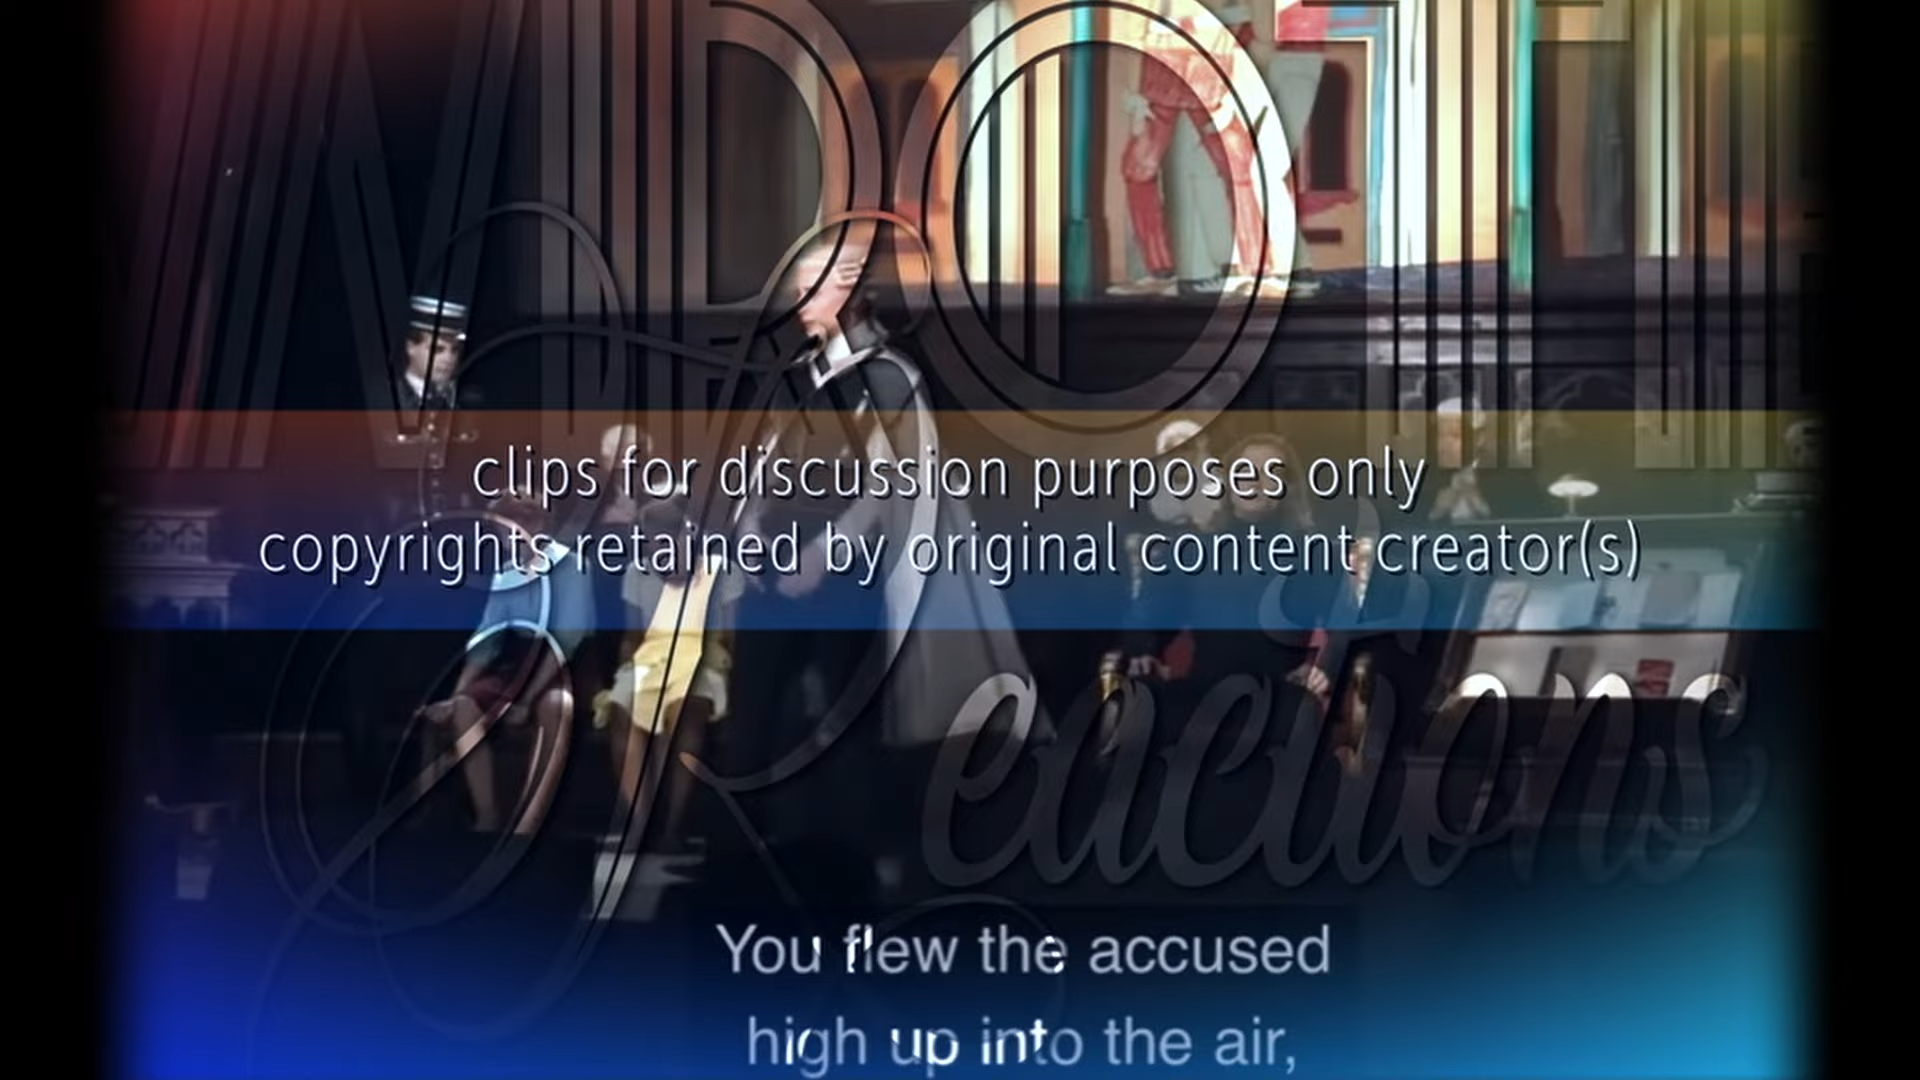 clips for discussion purposes only
copyrights retained by original content creator(s)
Reactions
You flew the accused
high up into the air,